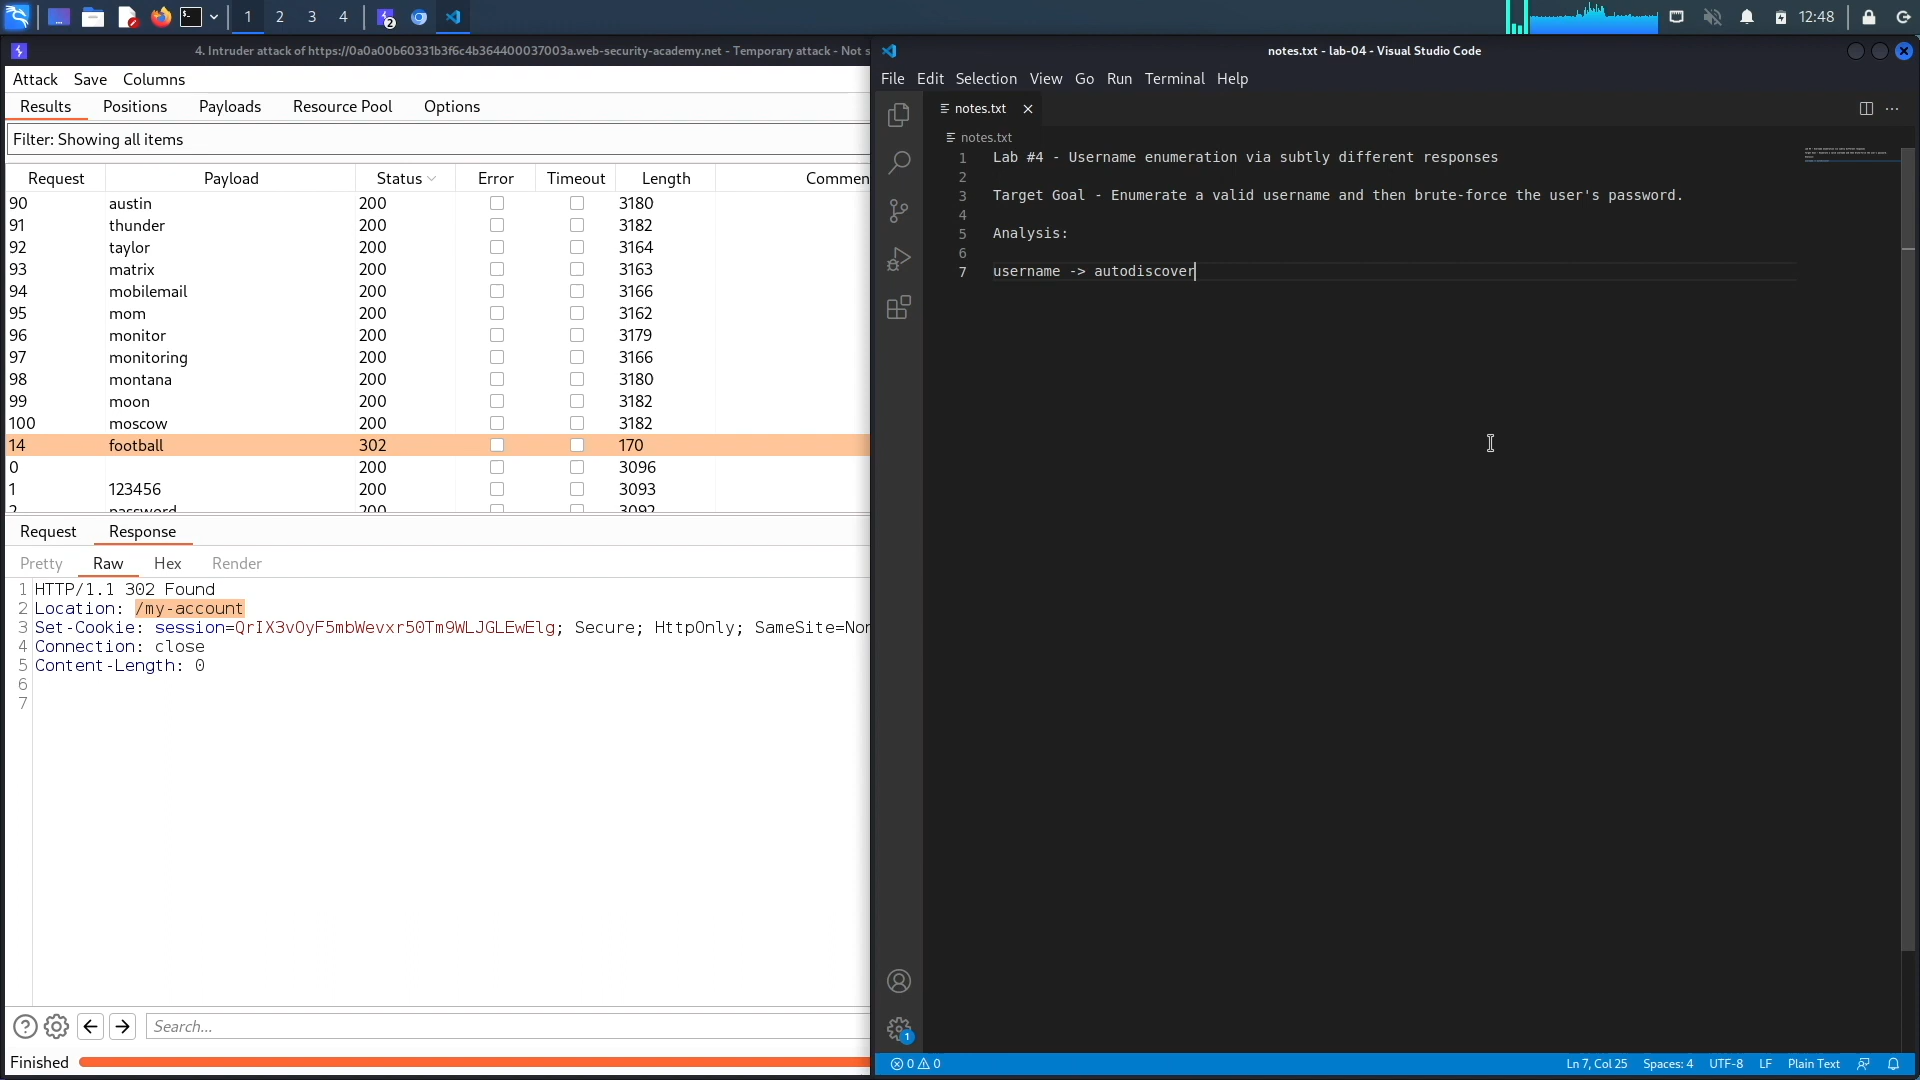 1
2
3
4
2
12:48
4. Intruder attack of https://0a0a00b60331b3f6c4b364400037003a.web-security-academy.net - Temporary attack - Not s
Attack Save Columns
Results Positions Payloads Resource Pool Options
Filter: Showing all items
Request Payload Status Error Timeout Length Commen
90 austin 200 3180
91 thunder 200 3182
92 taylor 200 3164
93 matrix 200 3163
94 mobilemail 200 3166
95 mom 200 3162
96 monitor 200 3179
97 monitoring 200 3166
98 montana 200 3180
99 moon 200 3182
100 moscow 200 3182
14 football 302 170
0 200 3096
1 123456 200 3093
2 password 200 3092
Request Response
Pretty Raw Hex Render
1 HTTP/1.1 302 Found
2 Location: /my-account
3 Set-Cookie: session=QrIX3vOyF5mbWevxr50Tm9WLJGLEwElg; Secure; HttpOnly; SameSite=Non
4 Connection: close
5 Content-Length: 0
6
7
Search...
Finished
notes.txt - lab-04 - Visual Studio Code
File Edit Selection View Go Run Terminal Help
notes.txt
notes.txt
1 Lab #4 - Username enumeration via subtly different responses
2
3 Target Goal - Enumerate a valid username and then brute-force the user's password.
4
5 Analysis:
6
7 username -> autodiscover
1
0 0
Ln 7, Col 25 Spaces: 4 UTF-8 LF Plain Text